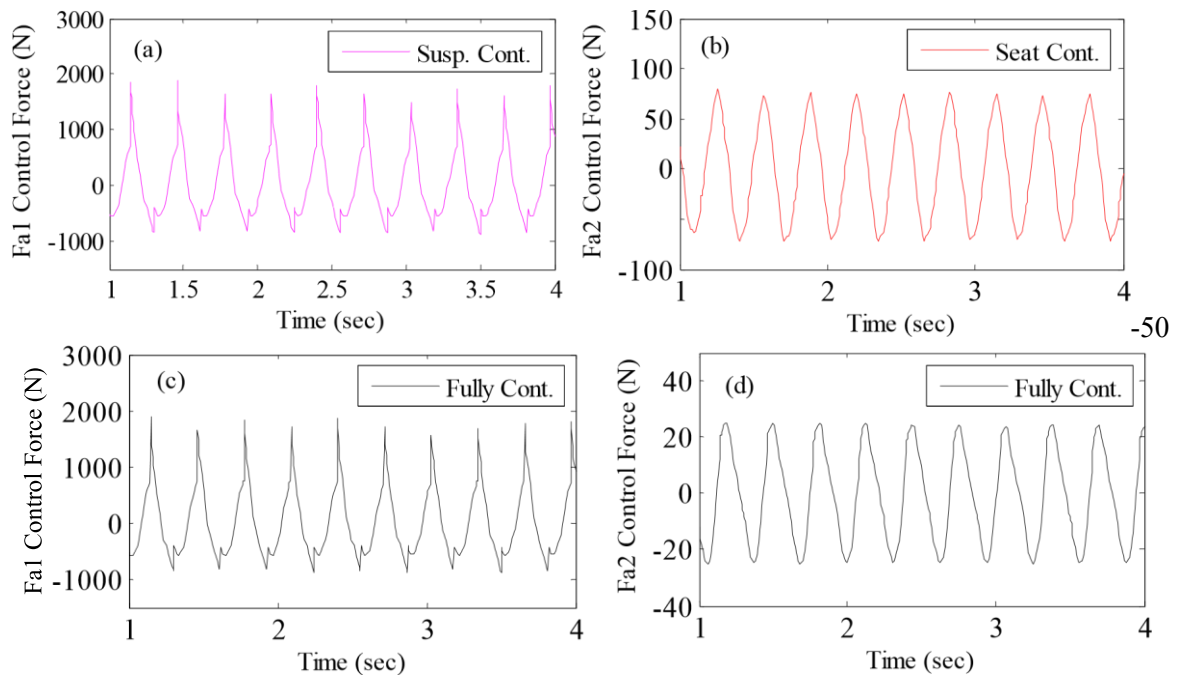 3000
2000
1000
0
-1000
Fa1 Control Force (N)
(a)
Susp. Cont.
1
1.5
2
2.5
3
3.5
4
Time (sec)
150
100
50
0
-100
Fa2 Control Force (N)
(b)
Seat Cont.
1
2
3
4
Time (sec)
-50
3000
2000
1000
0
-1000
Fa1 Control Force (N)
(c)
Fully Cont.
1
2
3
4
Time (sec)
40
20
0
-20
-40
Fa2 Control Force (N)
(d)
Fully Cont.
1
2
3
4
Time (sec)